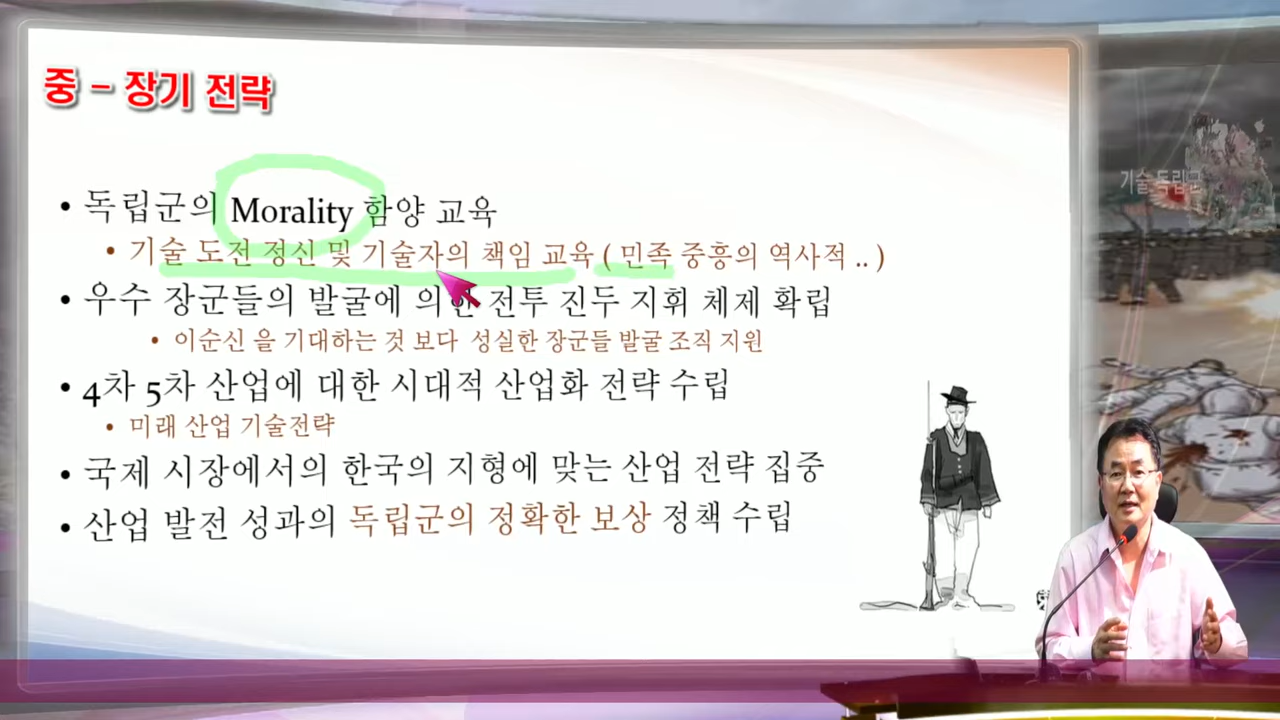 중 - 장기 전략
기술 독립군
• 독립군의 Morality 함양 교육
• 기술 도전 정신 및 기술자의 책임 교육 ( 민족 중흥의 역사적 .. )
• 우수 장군들의 발굴에 의한 전투 진두 지휘 체제 확립
• 이순신 을 기대하는 것 보다 성실한 장군들 발굴 조직 지원
• 4차 5차 산업에 대한 시대적 산업화 전략 수립
• 미래 산업 기술전략
• 국제 시장에서의 한국의 지형에 맞는 산업 전략 집중
• 산업 발전 성과의 독립군의 정확한 보상 정책 수립